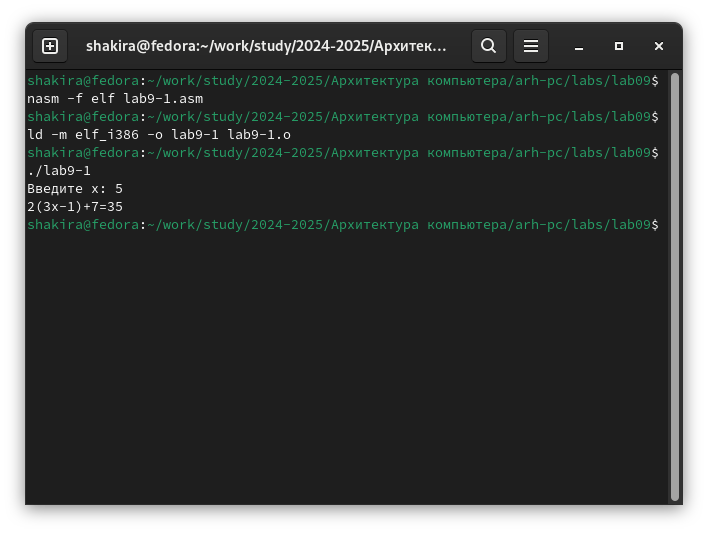 shakira@fedora:~/work/study/2024-2025/Архитек...
shakira@fedora:~/work/study/2024-2025/Архитектура компьютера/arh-pc/labs/lab09$
nasm -f elf lab9-1.asm
shakira@fedora:~/work/study/2024-2025/Архитектура компьютера/arh-pc/labs/lab09$
ld -m elf_i386 -o lab9-1 lab9-1.o
shakira@fedora:~/work/study/2024-2025/Архитектура компьютера/arh-pc/labs/lab09$
./lab9-1
Введите x: 5
2(3x-1)+7=35
shakira@fedora:~/work/study/2024-2025/Архитектура компьютера/arh-pc/labs/lab09$